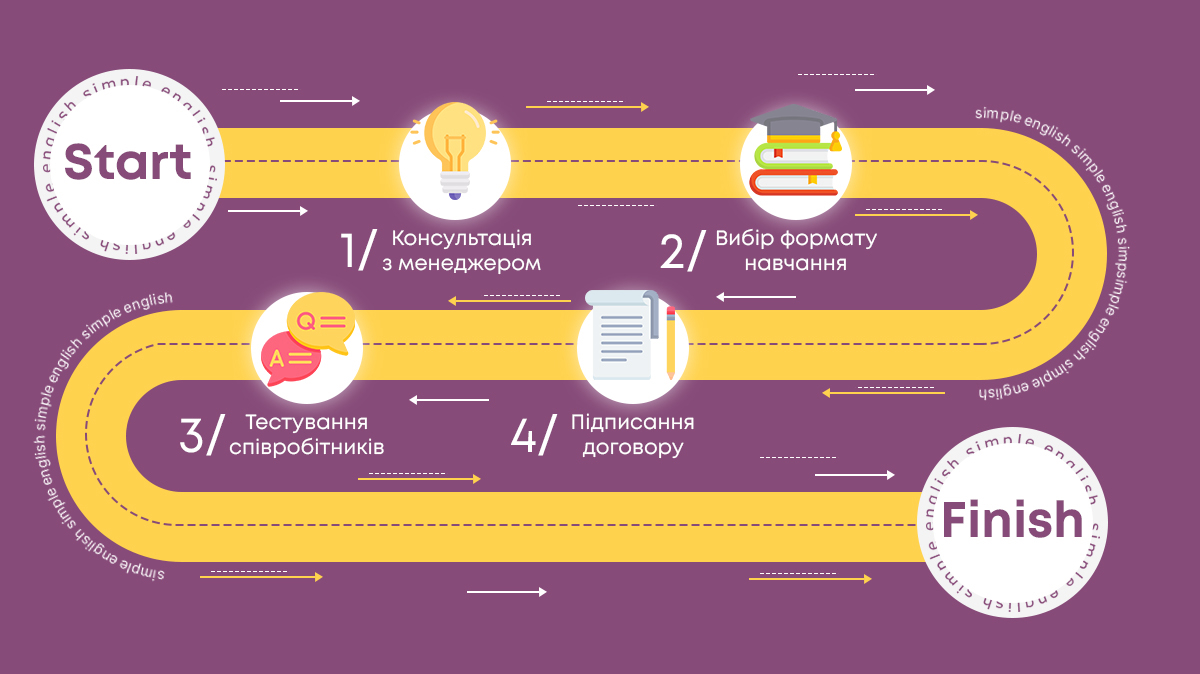 Start
simple english simple english
1/ Консультація
з менеджером
2/ Вибір формату
навчання
simple english simple english simpsimple english simple english
3/ Тестування
співробітників
4/ Підписання
договору
Q
A
simple english simple english simple english simple english simple english
Finish
simple english simple english